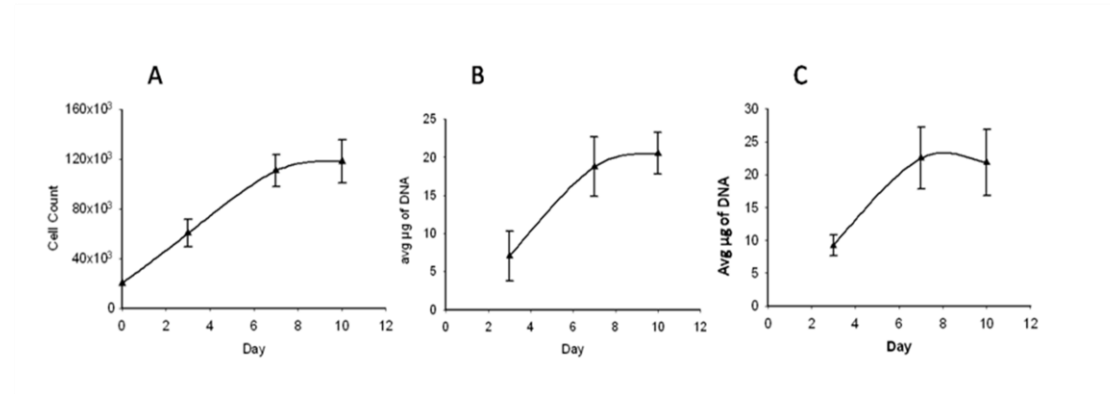 A
B
C
160x10³
120x10³
80x10³
40x10³
0
Cell Count
0 2 4 6 8 10 12
Day
25
20
15
10
5
0
avg µg of DNA
0 2 4 6 8 10 12
Day
30
25
20
15
10
5
0
Avg µg of DNA
0 2 4 6 8 10 12
Day